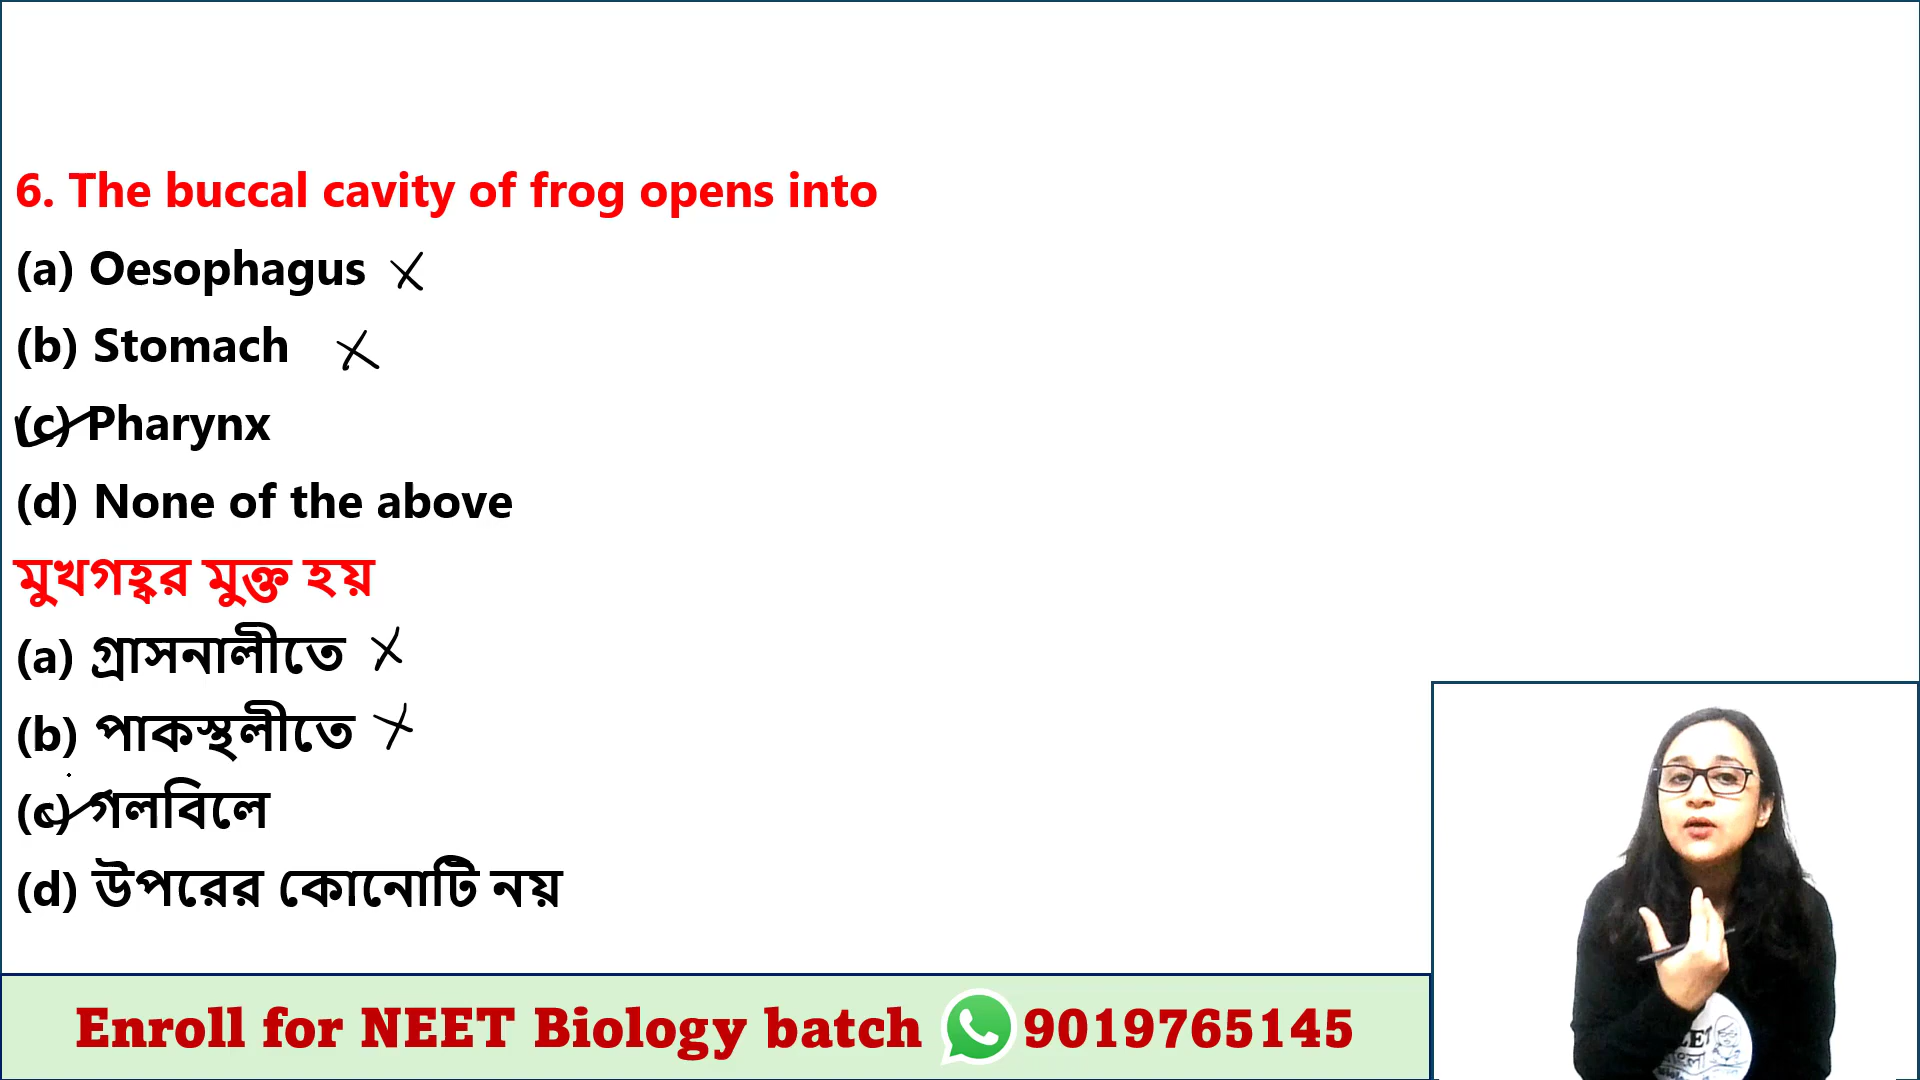 6. The buccal cavity of frog opens into
(a) Oesophagus
(b) Stomach
(c) Pharynx
(d) None of the above
মুখগহ্বর মুক্ত হয়
(a) গ্রাসনালীতে
(b) পাকস্থলীতে
(c) গলবিলে
(d) উপরের কোনোটি নয়
Enroll for NEET Biology batch 9019765145